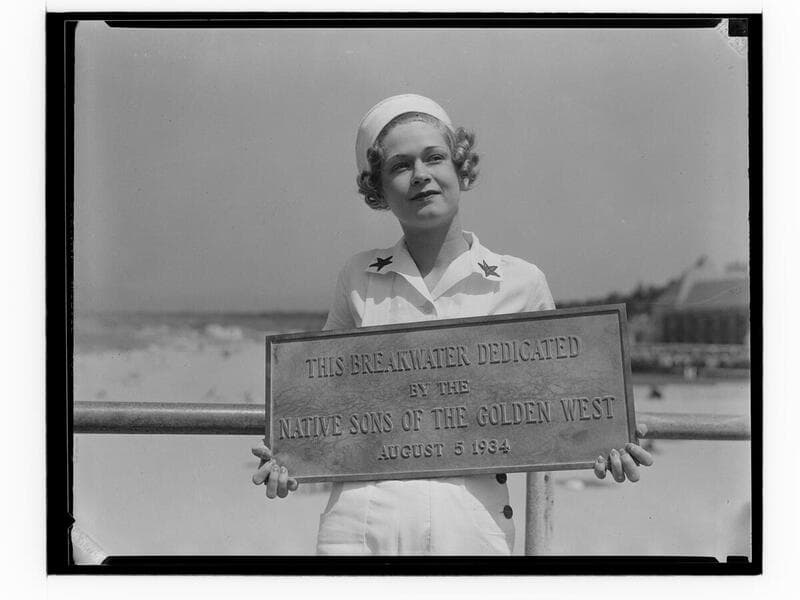 THIS BREAKWATER DEDICATED
BY THE
NATIVE SONS OF THE GOLDEN WEST
AUGUST 5 1934